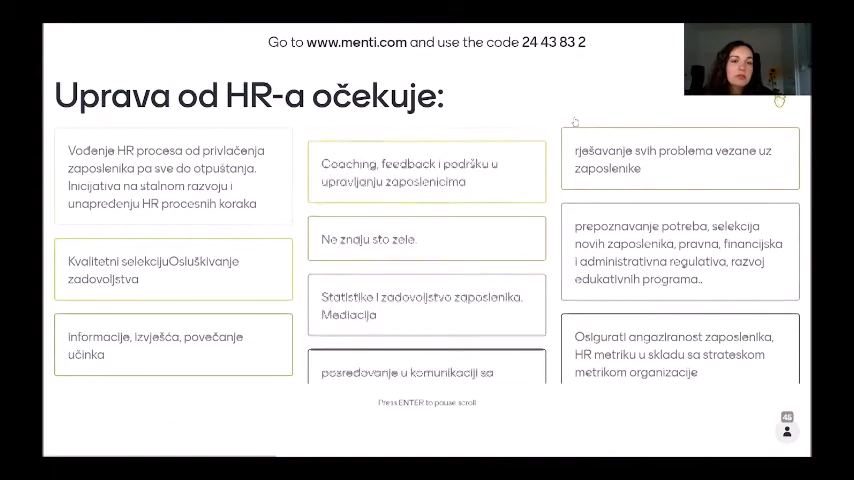 Go to www.menti.com and use the code 24 43 83 2
Uprava od HR-a očekuje:
Vođenje HR procesa od privlačenja
zaposlenika pa sve do otpuštanja.
Inicijativa na stalnom razvoju i
unapređenju HR procesnih koraka
Kvalitetni selekcijuOsluškivanje
zadovoljstva
informacije, izvješća, povećanje
učinka
Coaching, feedback i podršku u
upravljanju zaposlenicima
Ne znaju sto zele.
Statistike i zadovoljstvo zaposlenika.
Medijacija
posredovanje u komunikaciji sa
rješavanje svih problema vezane uz
zaposlenike
prepoznavanje potreba, selekcija
novih zaposlenika, pravna, financijska
i administrativna regulativa, razvoj
edukativnih programa..
Osigurati angaziranost zaposlenika,
HR metriku u skladu sa strateskom
metrikom organizacije
Press ENTER to pause scroll
46